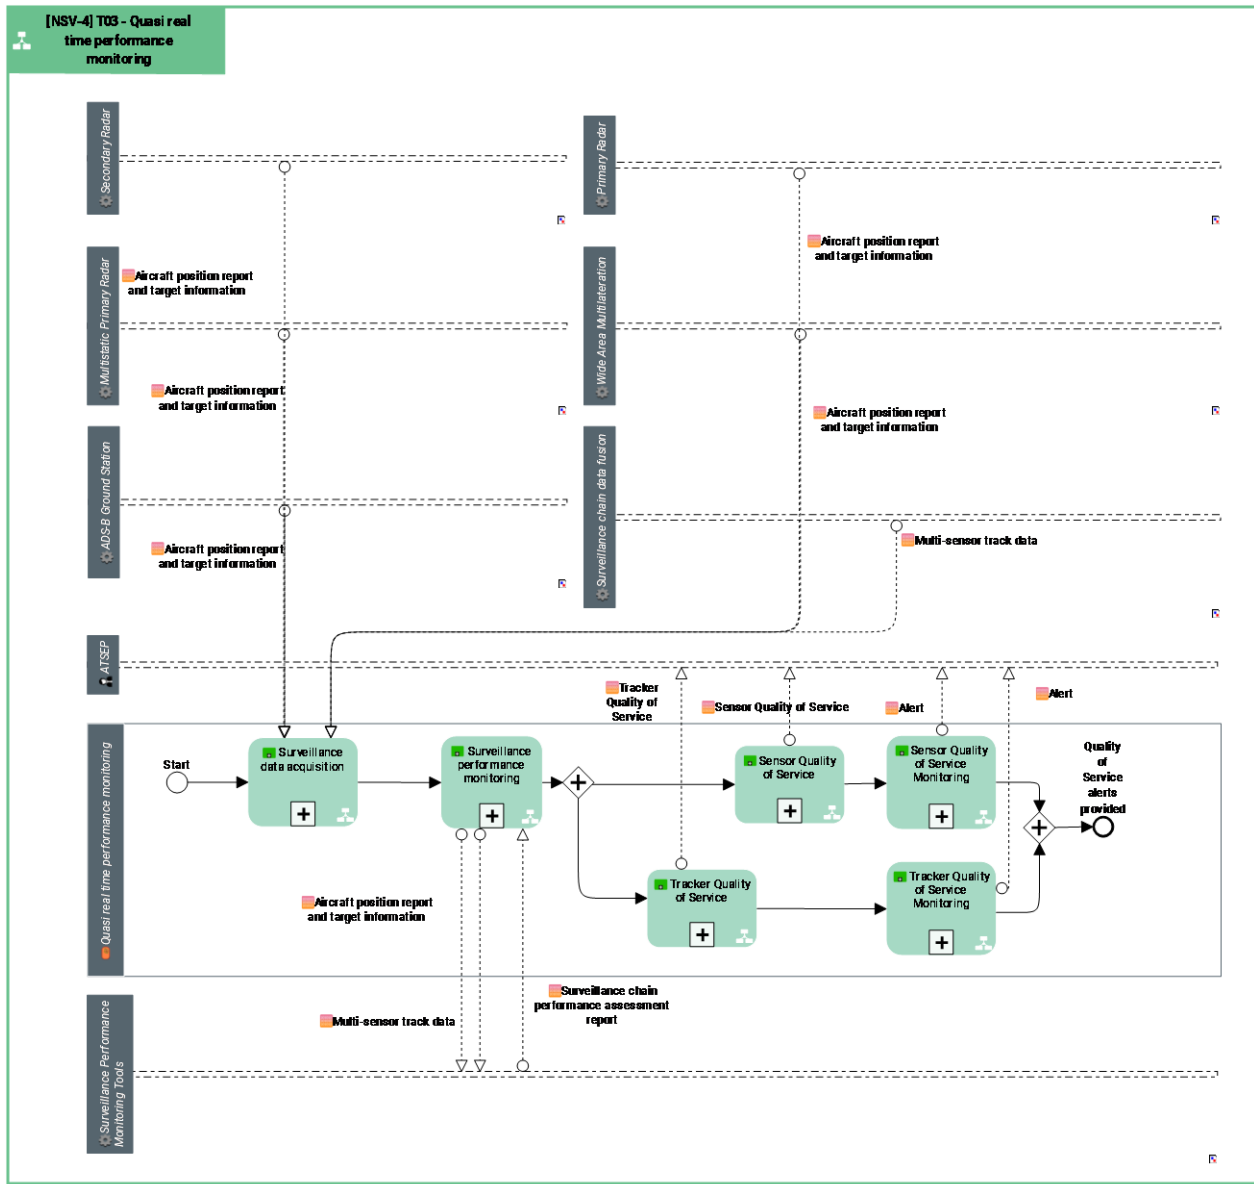 [NSV-4] T03 - Quasi real
time performance
monitoring
Secondary Radar
Primary Radar
Aircraft position report
and target information
Aircraft position report
and target information
Multistatic Primary Radar
Wide Area Multilateration
Aircraft position report
and target information
Aircraft position report
and target information
ADS-B Ground Station
Surveillance chain data fusion
Multi-sensor track data
Aircraft position report
and target information
ATSEP
Tracker
Quality of
Service
Sensor Quality of Service
Alert
Alert
Quasi real time performance monitoring
Start
Surveillance
data acquisition
Surveillance
performance
monitoring
Sensor Quality
of Service
Sensor Quality
of Service
Monitoring
Quality
of
Service
alerts
provided
Tracker Quality
of Service
Tracker Quality
of Service
Monitoring
Aircraft position report
and target information
Multi-sensor track data
Surveillance chain
performance assessment
report
Surveillance Performance
Monitoring Tools